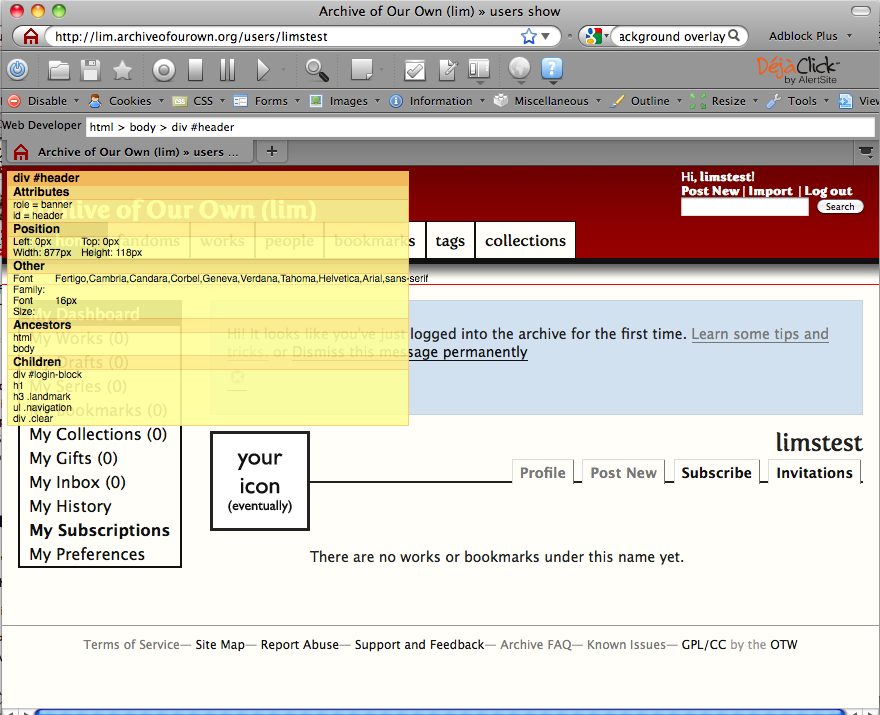 Archive of Our Own (lim) » users show
http://lim.archiveofourown.org/users/limstest
ackground overlay
Adblock Plus
DéjàClick™
by AlertSite
Disable
Cookies
CSS
Forms
Images
Information
Miscellaneous
Outline
Resize
Tools
View
Web Developer
html > body > div #header
Archive of Our Own (lim) » users ...
+
Hi, limstest!
Post New | Import | Log out
Search
hive of Our Own (lim)
fandoms
works
people
bookmarks
tags
collections
div #header
Attributes
role = banner
id = header
Position
Left: 0px Top: 0px
Width: 877px Height: 118px
Other
Font Family: Fertigo,Cambria,Candara,Corbel,Geneva,Verdana,Tahoma,Helvetica,Arial,sans-serif
Font Size: 16px
Ancestors
html
body
Children
div #login-block
h1
h3 .landmark
ul .navigation
div .clear
My Dashboard
My Works (0)
My Drafts (0)
My Series (0)
My Bookmarks (0)
My Collections (0)
My Gifts (0)
My Inbox (0)
My History
My Subscriptions
My Preferences
Hi! It looks like you've just logged into the archive for the first time. Learn some tips and
tricks, or Dismiss this message permanently
limstest
your
icon
(eventually)
Profile
Post New
Subscribe
Invitations
There are no works or bookmarks under this name yet.
Terms of Service— Site Map— Report Abuse— Support and Feedback— Archive FAQ— Known Issues— GPL/CC by the OTW